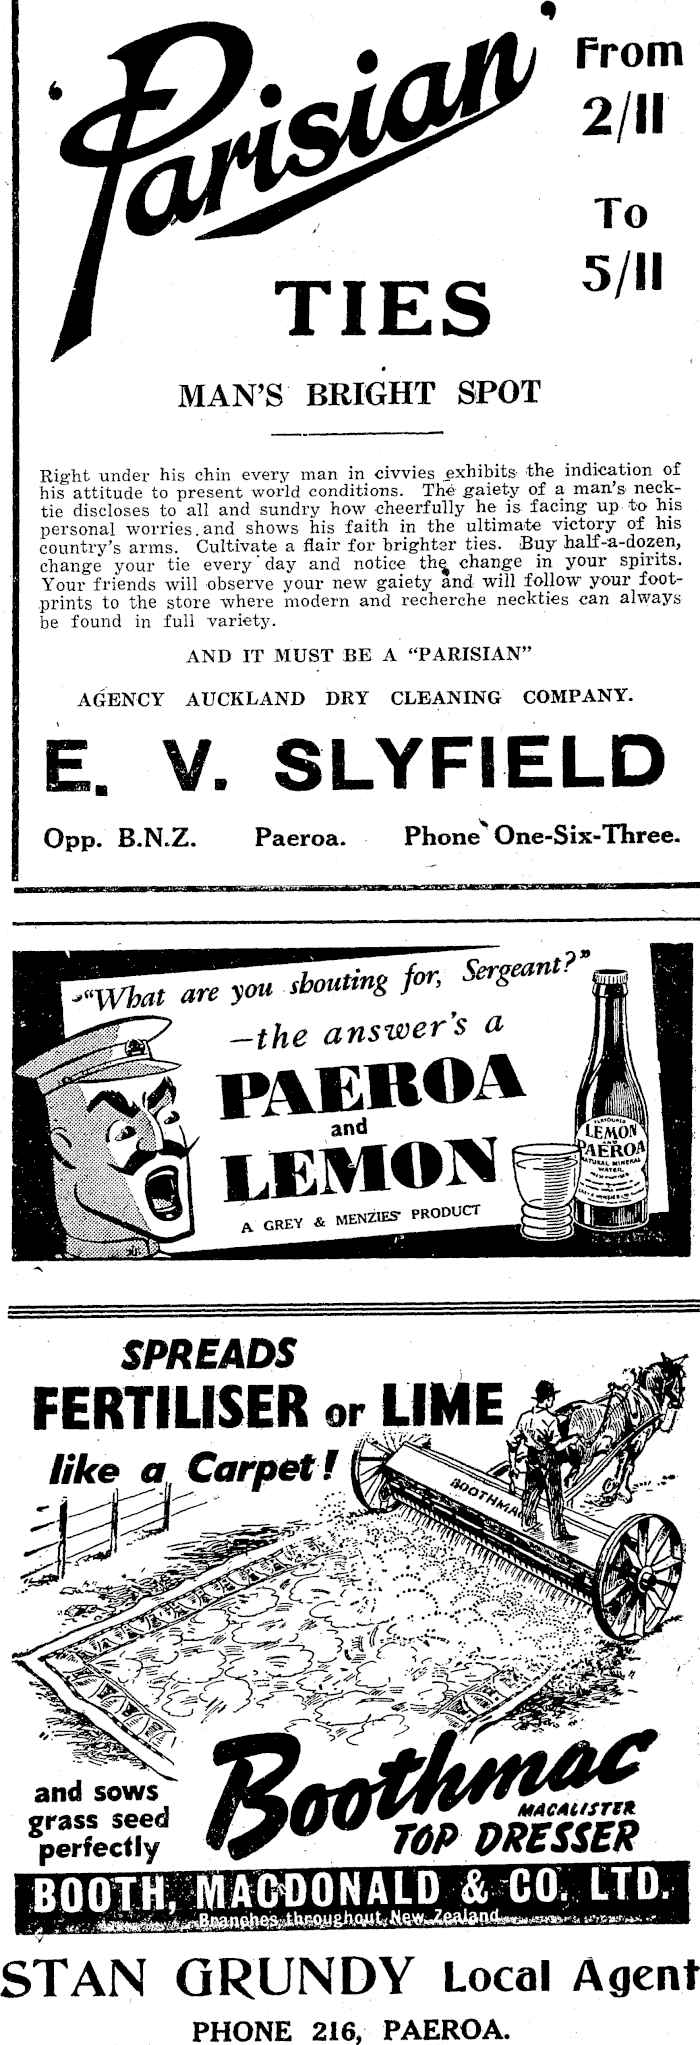 'Parisian'
From
2/11
To
5/11
TIES
MAN'S BRIGHT SPOT
Right under his chin every man in civvies exhibits the indication of
his attitude to present world conditions. The gaiety of a man's neck-
tie discloses to all and sundry how cheerfully he is facing up to his
personal worries and shows his faith in the ultimate victory of his
country's arms. Cultivate a flair for brighter ties. Buy half-a-dozen,
change your tie every day and notice the change in your spirits.
Your friends will observe your new gaiety and will follow your foot-
prints to the store where modern and recherche neckties can always
be found in full variety.
AND IT MUST BE A "PARISIAN"
AGENCY AUCKLAND DRY CLEANING COMPANY.
E. V. SLYFIELD
Opp. B.N.Z. Paeroa. Phone One-Six-Three.
"What are you shouting for, Sergeant?"
—the answer's a
PAEROA
and
LEMON
A GREY & MENZIES' PRODUCT
LEMON
AND
PAEROA
NATURAL MINERAL
WATER
SPREADS
FERTILISER or LIME
like a Carpet!
BOOTHMAC
and sows
grass seed
perfectly
Boothmac
MACALISTER
TOP DRESSER
BOOTH, MACDONALD & CO. LTD.
Branches throughout New Zealand
STAN GRUNDY Local Agent
PHONE 216, PAEROA.